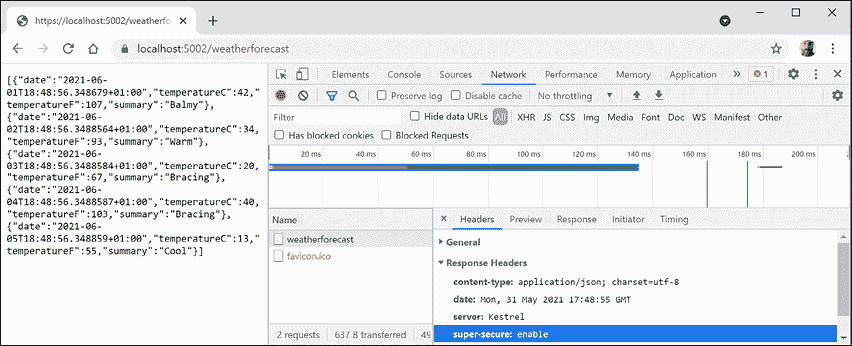 https://localhost:5002/weatherfo
localhost:5002/weatherforecast
[{"date":"2021-06-
01T18:48:56.348679+01:00","temperatureC":42,"
temperatureF":107,"summary":"Balmy"},
{"date":"2021-06-
02T18:48:56.3488564+01:00","temperatureC":34,
"temperatureF":93,"summary":"Warm"},
{"date":"2021-06-
03T18:48:56.3488584+01:00","temperatureC":20,
"temperatureF":67,"summary":"Bracing"},
{"date":"2021-06-
04T18:48:56.3488587+01:00","temperatureC":40,
"temperatureF":103,"summary":"Bracing"},
{"date":"2021-06-
05T18:48:56.348859+01:00","temperatureC":13,"
temperatureF":55,"summary":"Cool"}]
Elements Console Sources Network Performance Memory Application » 1
Preserve log Disable cache No throttling
Filter Hide data URLs All XHR JS CSS Img Media Font Doc WS Manifest Other
Has blocked cookies Blocked Requests
20 ms 40 ms 60 ms 80 ms 100 ms 120 ms 140 ms 160 ms 180 ms 200 ms
Name
weatherforecast
favicon.ico
2 requests 637 B transferred 49
× Headers Preview Response Initiator Timing
General
Response Headers
content-type: application/json; charset=utf-8
date: Mon, 31 May 2021 17:48:55 GMT
server: Kestrel
super-secure: enable